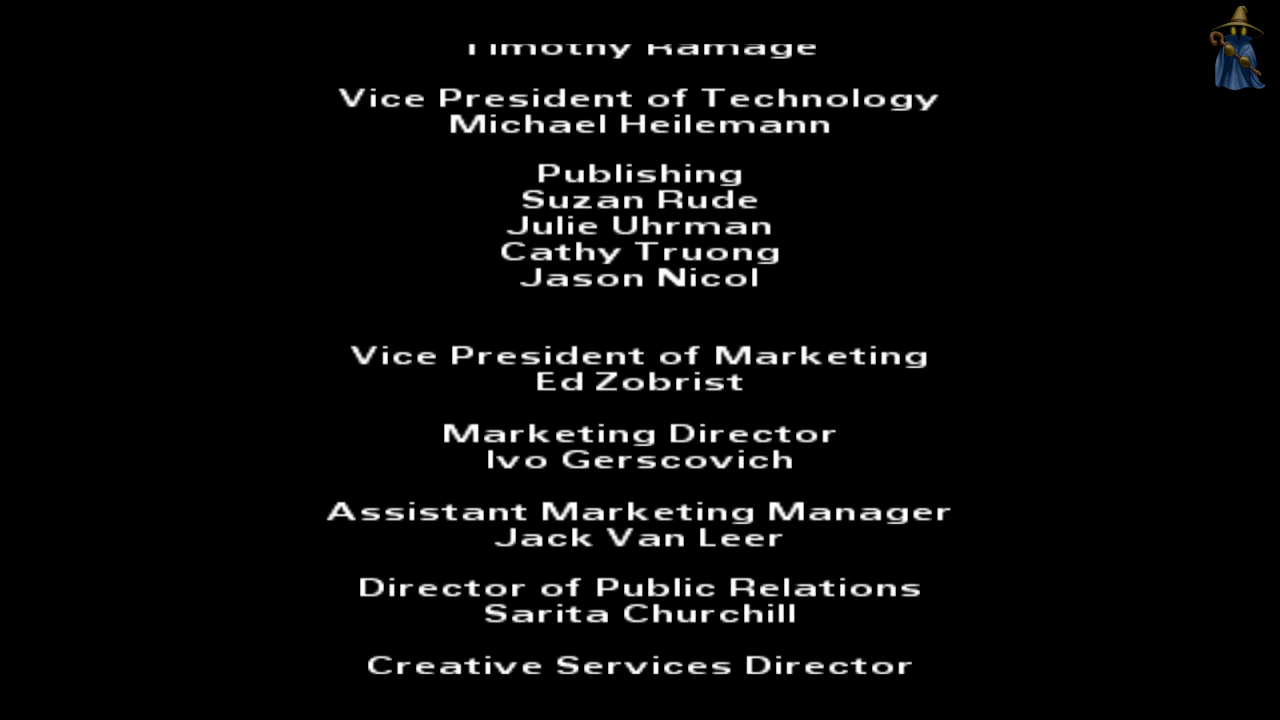 Timothy Ramage
Vice President of Technology
Michael Heilemann
Publishing
Suzan Rude
Julie Uhrman
Cathy Truong
Jason Nicol
Vice President of Marketing
Ed Zobrist
Marketing Director
Ivo Gerscovich
Assistant Marketing Manager
Jack Van Leer
Director of Public Relations
Sarita Churchill
Creative Services Director